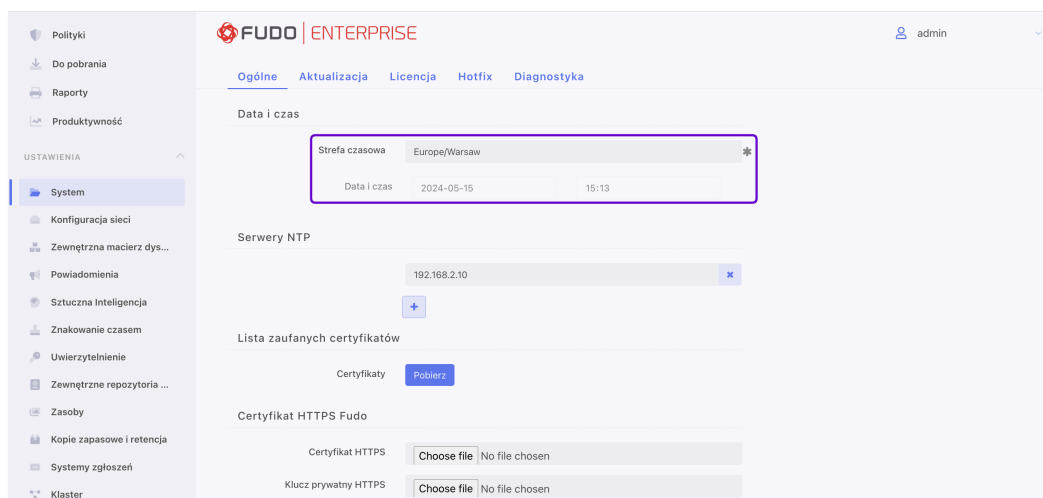 Polityki
Do pobrania
Raporty
Produktywność
USTAWIENIA
System
Konfiguracja sieci
Zewnętrzna macierz dys...
Powiadomienia
Sztuczna Inteligencja
Znakowanie czasem
Uwierzytelnienie
Zewnętrzne repozytoria ...
Zasoby
Kopie zapasowe i retencja
Systemy zgłoszeń
Klaster
FUDO | ENTERPRISE
admin
Ogólne Aktualizacja Licencja Hotfix Diagnostyka
Data i czas
Strefa czasowa Europe/Warsaw
Data i czas 2024-05-15 15:13
Serwery NTP
192.168.2.10
Lista zaufanych certyfikatów
Certyfikaty Pobierz
Certyfikat HTTPS Fudo
Certyfikat HTTPS Choose file No file chosen
Klucz prywatny HTTPS Choose file No file chosen